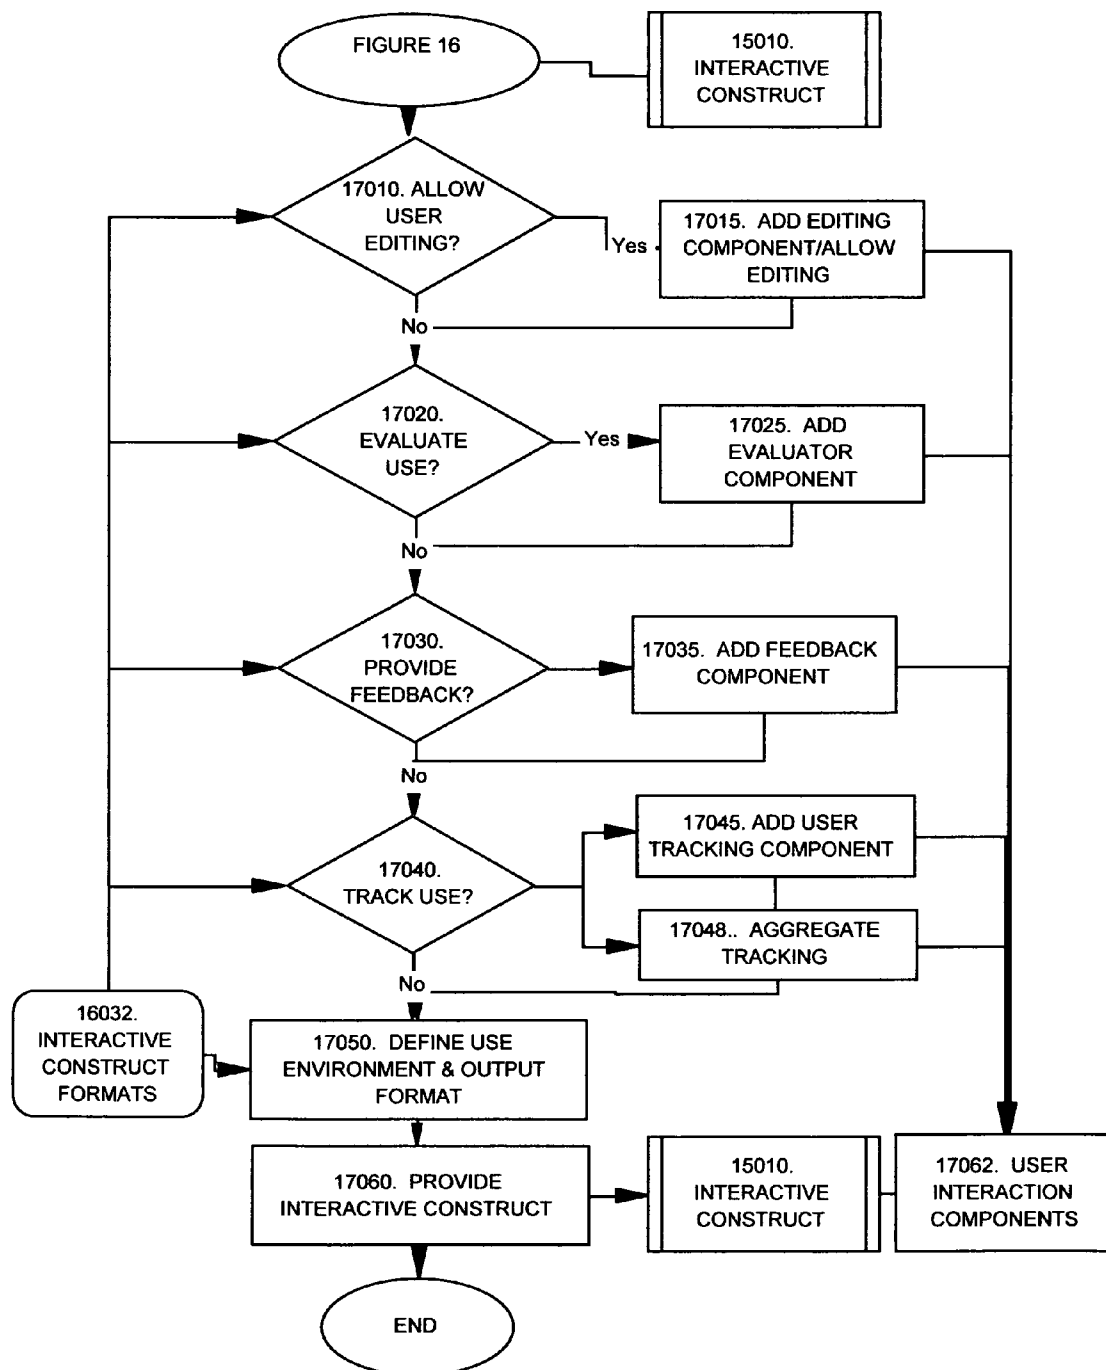 FIGURE 16
15010.
INTERACTIVE
CONSTRUCT
17010. ALLOW
USER
EDITING?
Yes
17015. ADD EDITING
COMPONENT/ALLOW
EDITING
No
17020.
EVALUATE
USE?
Yes
17025. ADD
EVALUATOR
COMPONENT
No
17030.
PROVIDE
FEEDBACK?
17035. ADD FEEDBACK
COMPONENT
No
17040.
TRACK USE?
17045. ADD USER
TRACKING COMPONENT
17048.. AGGREGATE
TRACKING
No
16032.
INTERACTIVE
CONSTRUCT
FORMATS
17050. DEFINE USE
ENVIRONMENT & OUTPUT
FORMAT
17060. PROVIDE
INTERACTIVE CONSTRUCT
15010.
INTERACTIVE
CONSTRUCT
17062. USER
INTERACTION
COMPONENTS
END